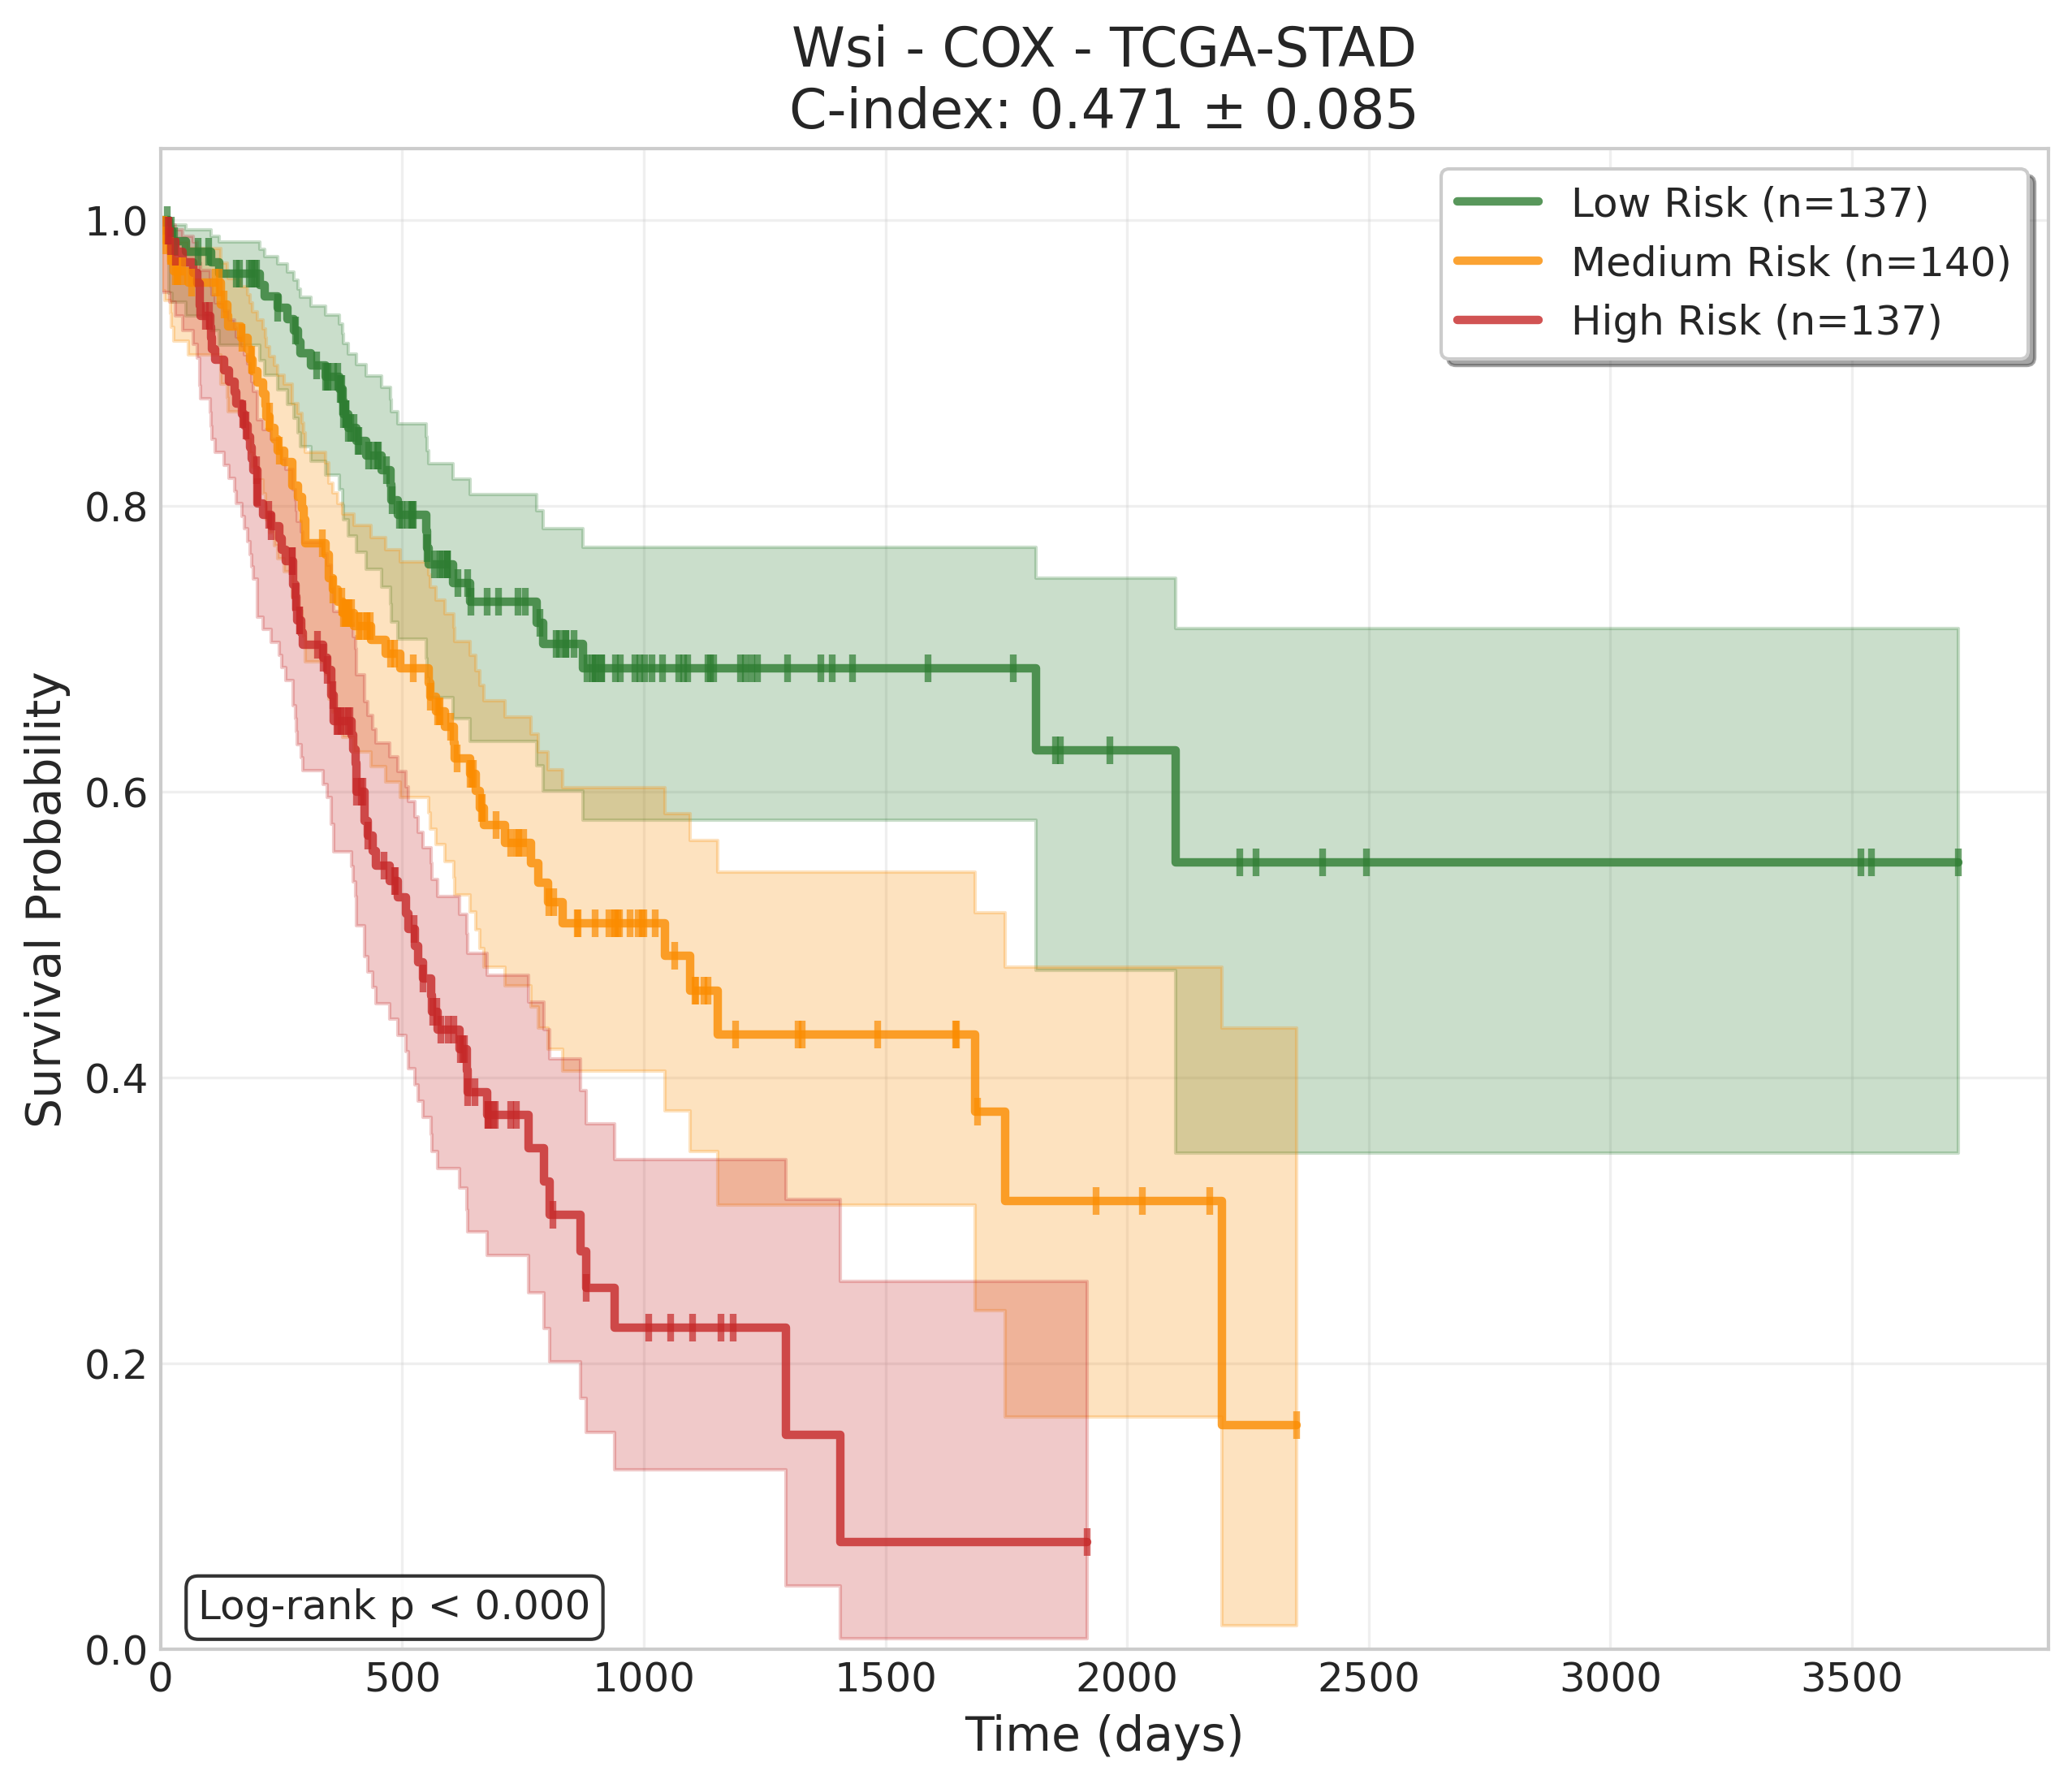 Wsi - COX - TCGA-STAD
C-index: 0.471 ± 0.085
Low Risk (n=137)
Medium Risk (n=140)
High Risk (n=137)
Survival Probability
1.0
0.8
0.6
0.4
0.2
0.0
Log-rank p < 0.000
0 500 1000 1500 2000 2500 3000 3500
Time (days)